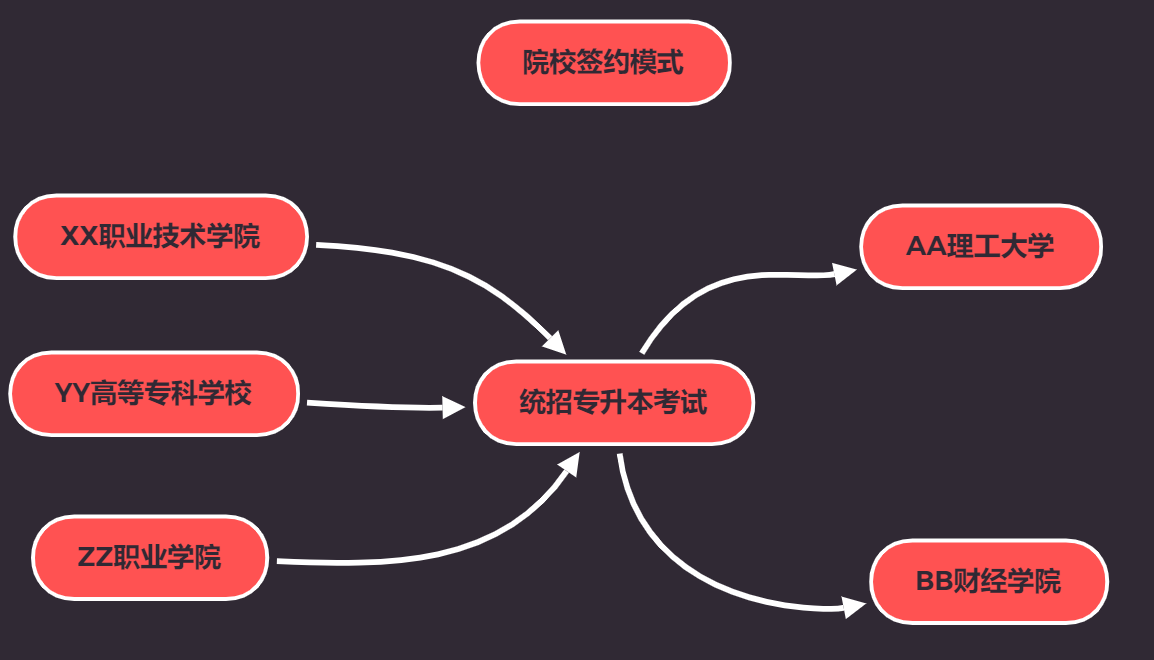 院校签约模式
XX职业技术学院
AA理工大学
YY高等专科学校
统招专升本考试
ZZ职业学院
BB财经学院